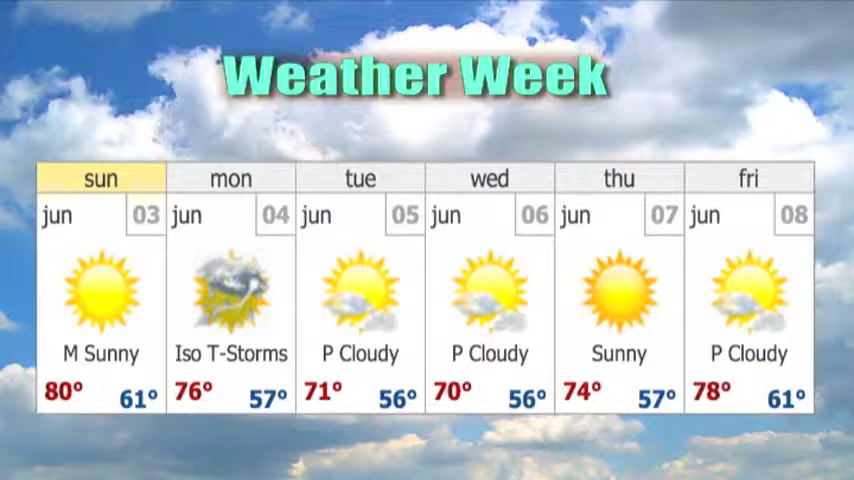 Weather Week
sun mon tue wed thu fri
jun 03 jun 04 jun 05 jun 06 jun 07 jun 08
M Sunny Iso T-Storms P Cloudy P Cloudy Sunny P Cloudy
80° 61° 76° 57° 71° 56° 70° 56° 74° 57° 78° 61°